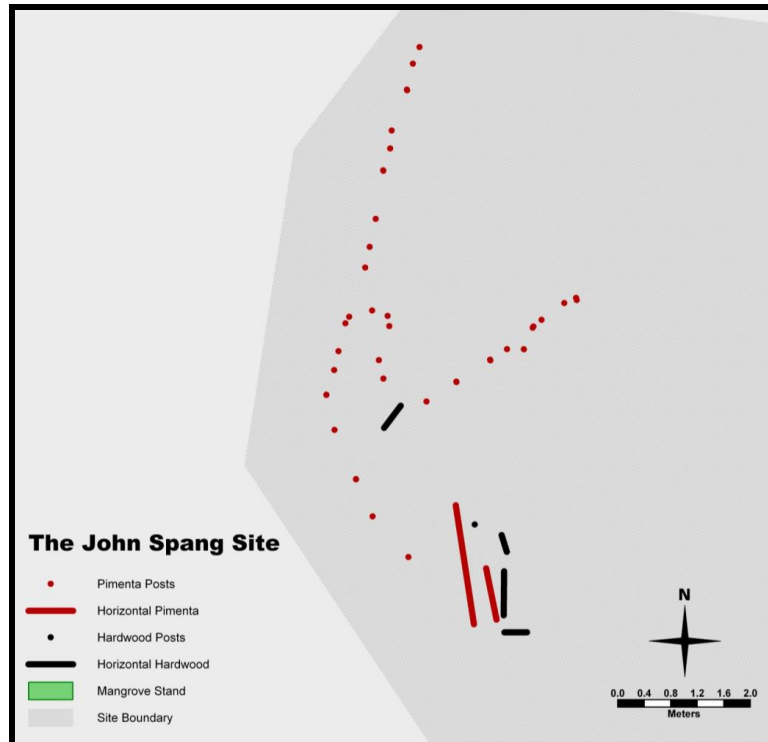 The John Spang Site
Pimenta Posts
Horizontal Pimenta
Hardwood Posts
Horizontal Hardwood
Mangrove Stand
Site Boundary
N
0.0 0.4 0.8 1.2 1.6 2.0
Meters